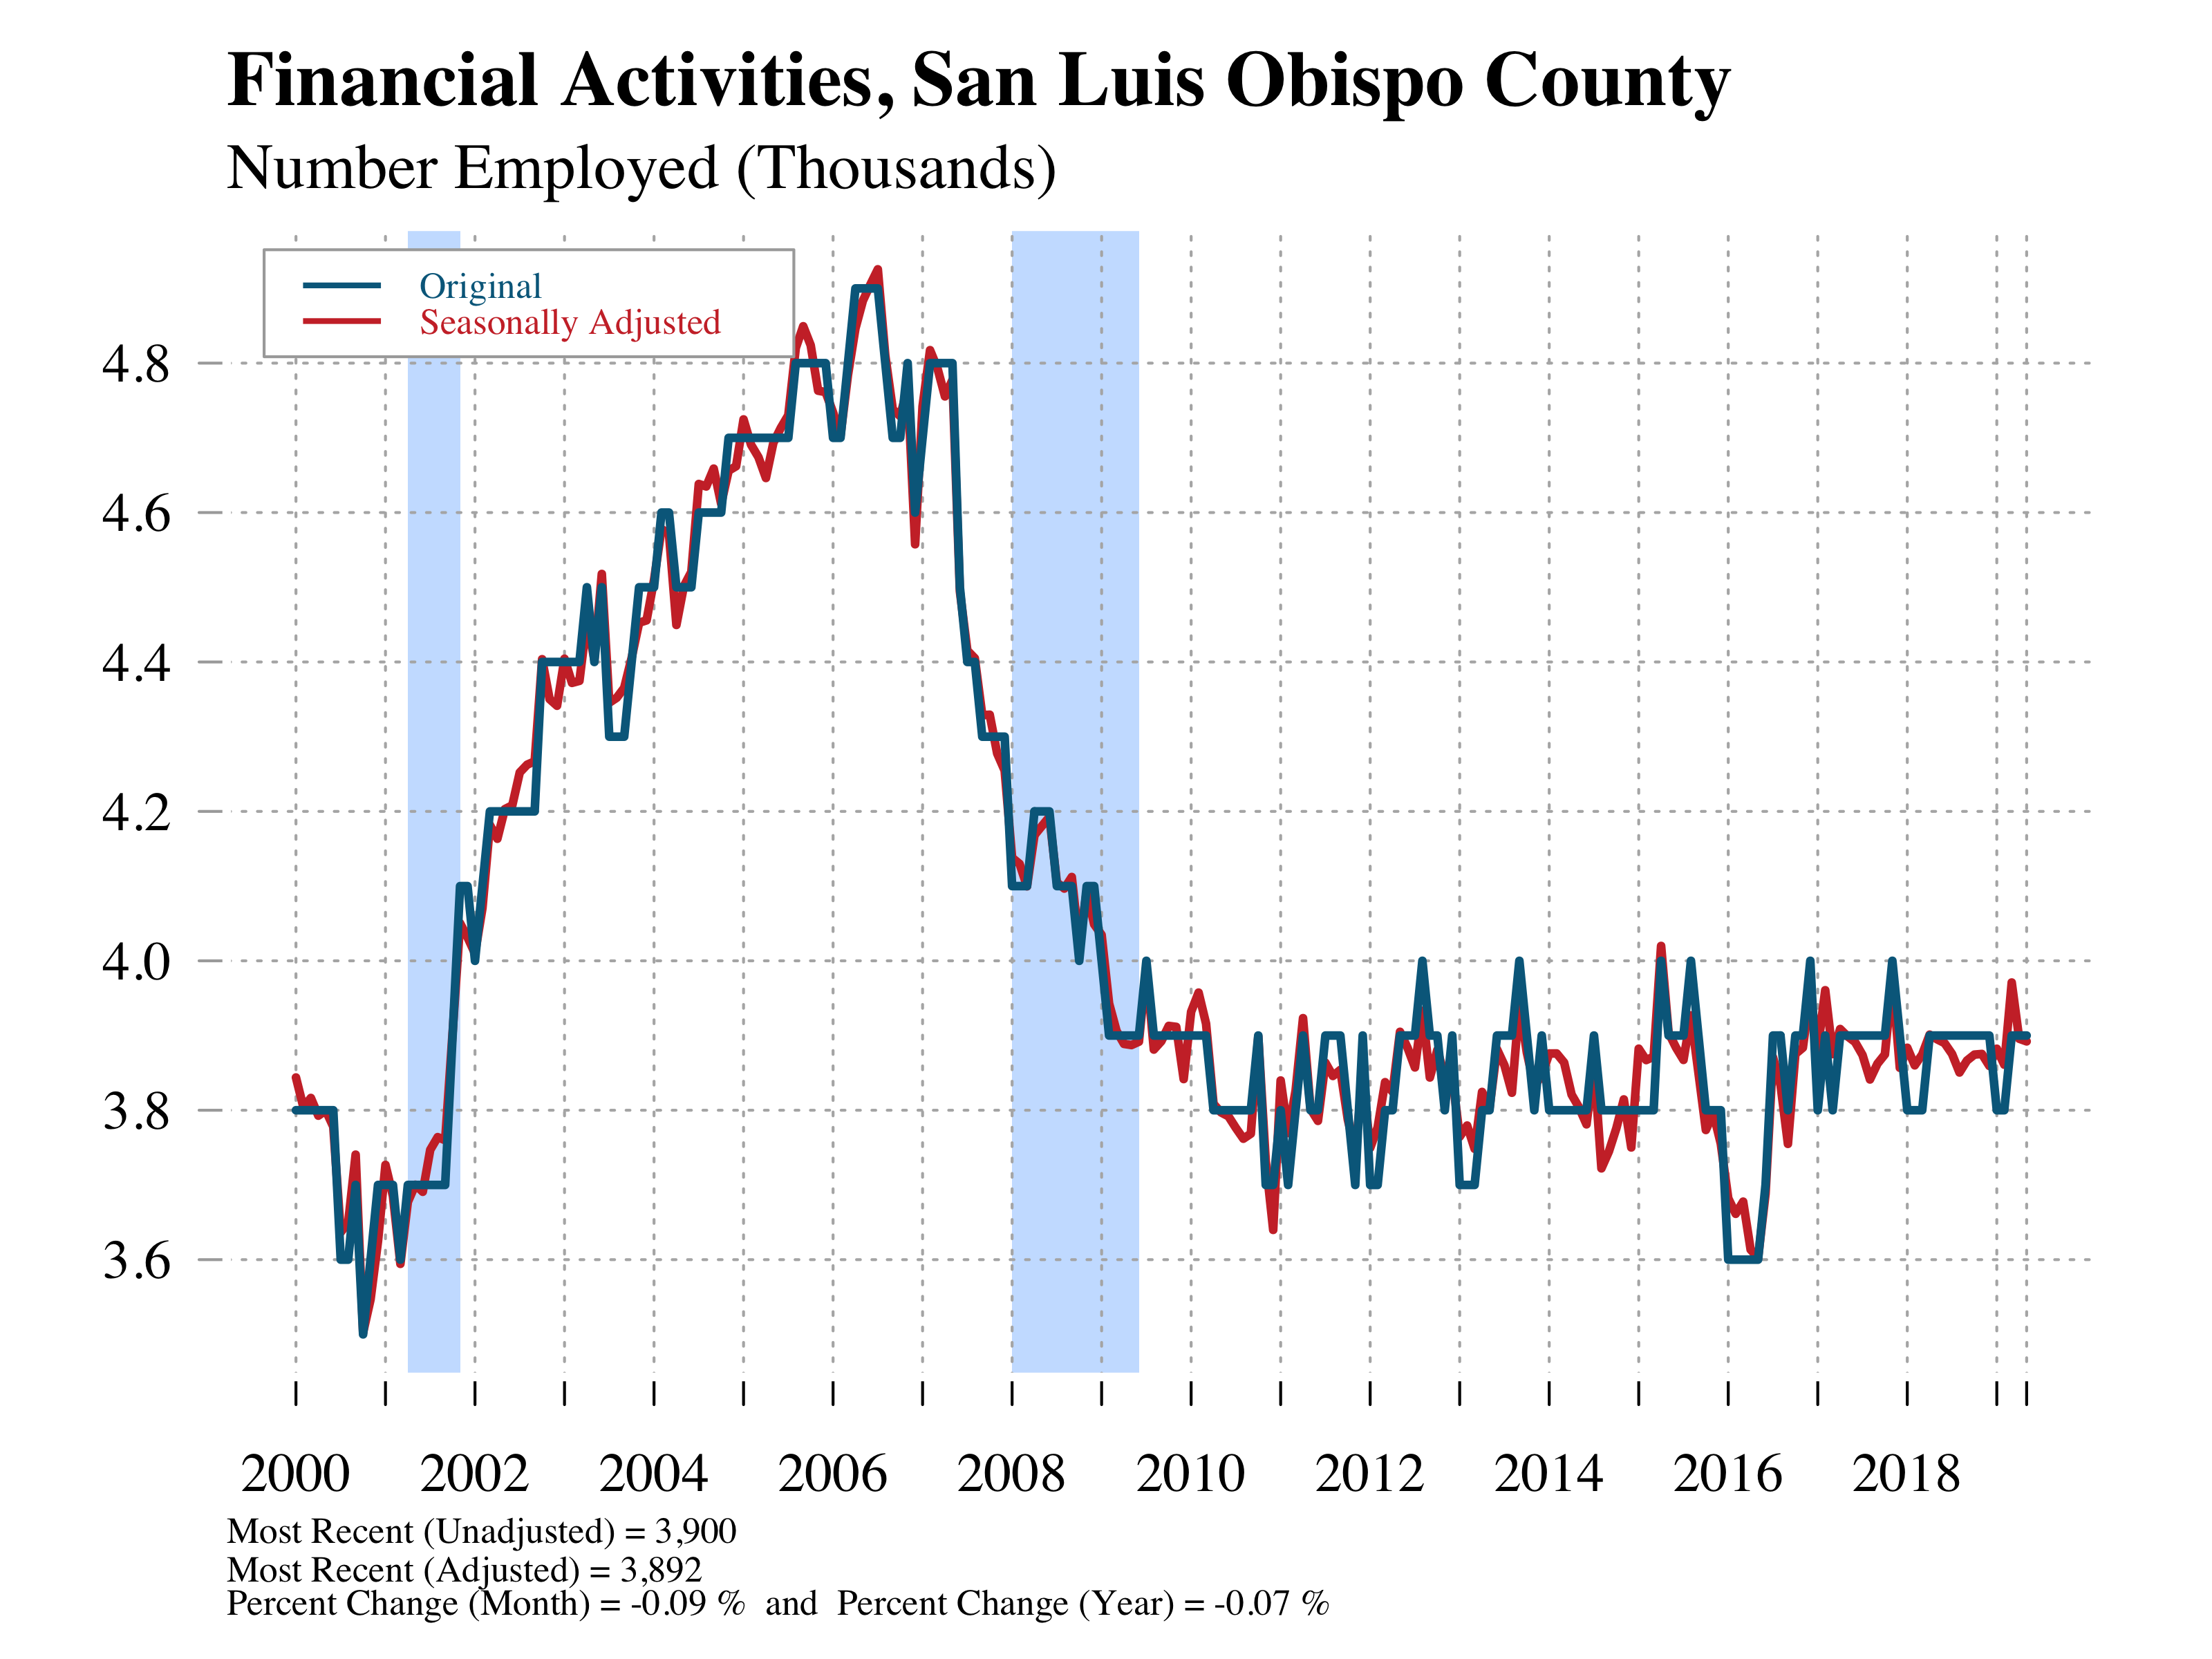 Financial Activities, San Luis Obispo County
Number Employed (Thousands)
Original
Seasonally Adjusted
4.8
4.6
4.4
4.2
4.0
3.8
3.6
2000 2002 2004 2006 2008 2010 2012 2014 2016 2018
Most Recent (Unadjusted) = 3,900
Most Recent (Adjusted) = 3,892
Percent Change (Month) = -0.09 % and Percent Change (Year) = -0.07 %